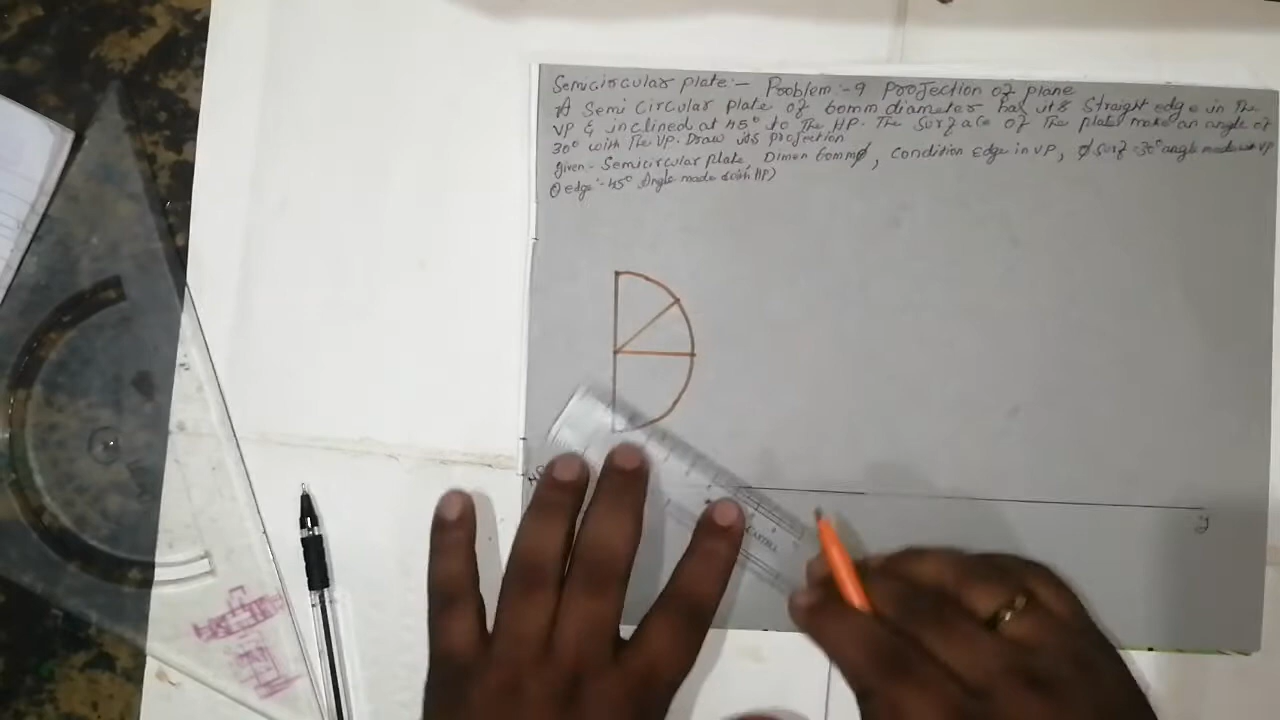 Semicircular plate:- Problem:-9 Projection of plane
A Semi Circular plate of 60mm diameter has its Straight edge in The
VP & inclined at 45° to The HP. The Surface of The plate make an angle of
30° with The VP. Draw its projection
given- Semicircular plate, Dimen 60mmø, Condition Edge in VP, ø surf -30° angle made with VP
θ edge:-45° Angle made with HP)
y